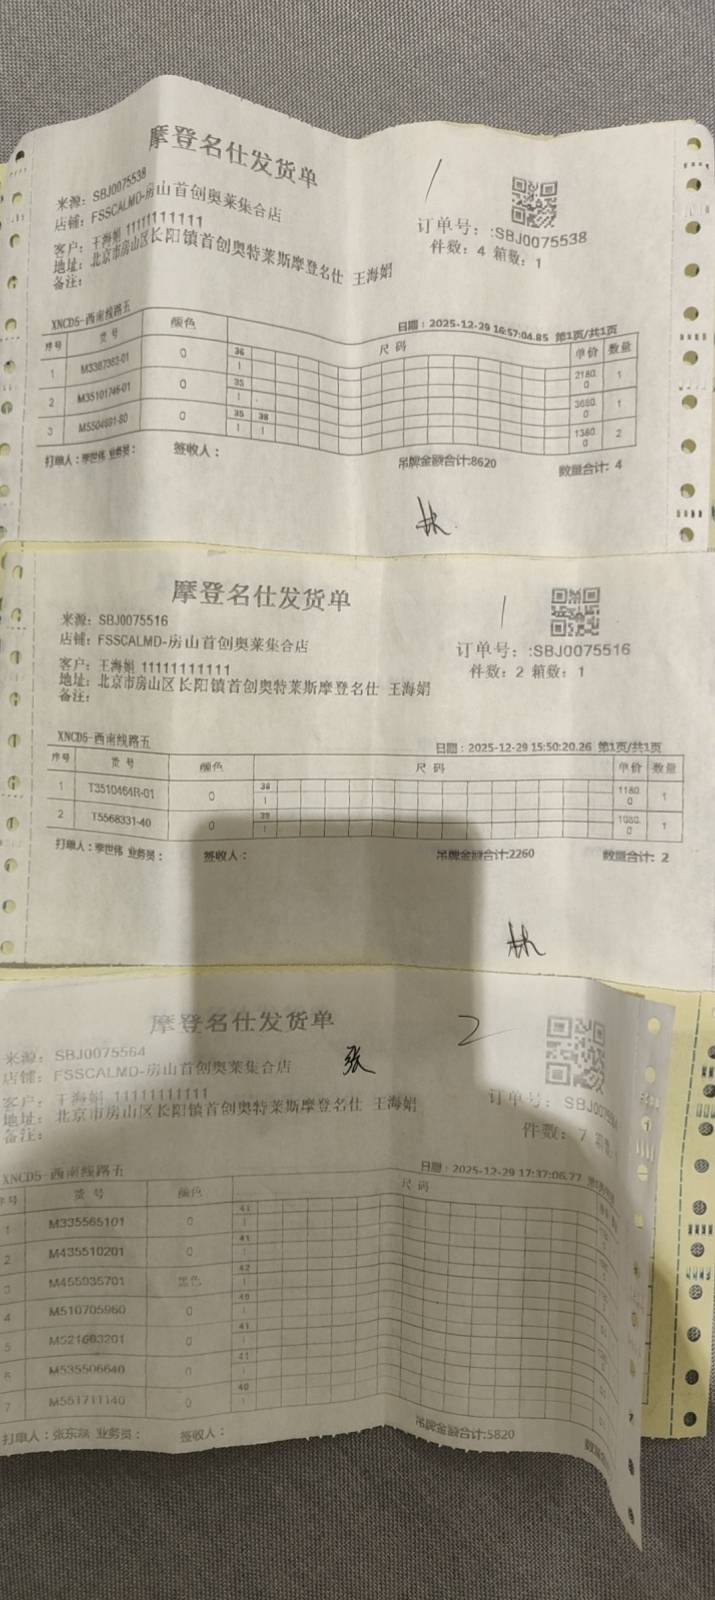 摩登名仕发货单
来源：SBJ0075538
店铺：FSSCALMD-房山首创奥莱集合店
客户：王海娟 11111111111
地址：北京市房山区长阳镇首创奥特莱斯摩登名仕 王海娟
备注：
订单号：:SBJ0075538
件数：4 箱数：1
XNCD5-西南线路五
日期：2025-12-29 16:57:04.85 第1页/共1页
序号 货号 颜色 尺码 单价 数量
36
1 0 1 2180.0 1
35
2 M35101746-01 0 1 3680.0 1
35 38
3 0 1 1 1380.0 2
打单人：李世伟 业务员： 签收人： 吊牌金额合计:8620 数量合计: 4
摩登名仕发货单
来源：SBJ0075516
店铺：FSSCALMD-房山首创奥莱集合店
客户：王海娟 11111111111
地址：北京市房山区长阳镇首创奥特莱斯摩登名仕 王海娟
备注：
1
订单号：:SBJ0075516
件数：2 箱数：1
XNCD5-西南线路五
日期：2025-12-29 15:50:20.26 第1页/共1页
序号 货号 颜色 尺码 单价 数量
38
1 T3510464R-01 0 1 1180.0 1
39
2 T5568331-40 0 1 1080.0 1
打单人：李世伟 业务员： 签收人： 吊牌金额合计:2260 数量合计: 2
摩登名仕发货单
来源：SBJ0075564
店铺：FSSCALMD-房山首创奥莱集合店
张
2
客户：王海娟 11111111111
地址：北京市房山区长阳镇首创奥特莱斯摩登名仕 王海娟
备注：
订单号：
件数：7
XNCD5-西南线路五
日期：2025-12-29 17:37:06.77
序号 货号 颜色 尺码
41
1 M335565101 0
41
2 M435510201 0
42
3 M455935701 黑色
40
4 M510705960 0
41
5 M521603201 0
41
6 M535506640 0
40
7 M551711140 0
打单人：张东 业务员： 签收人： 吊牌金额合计:5820